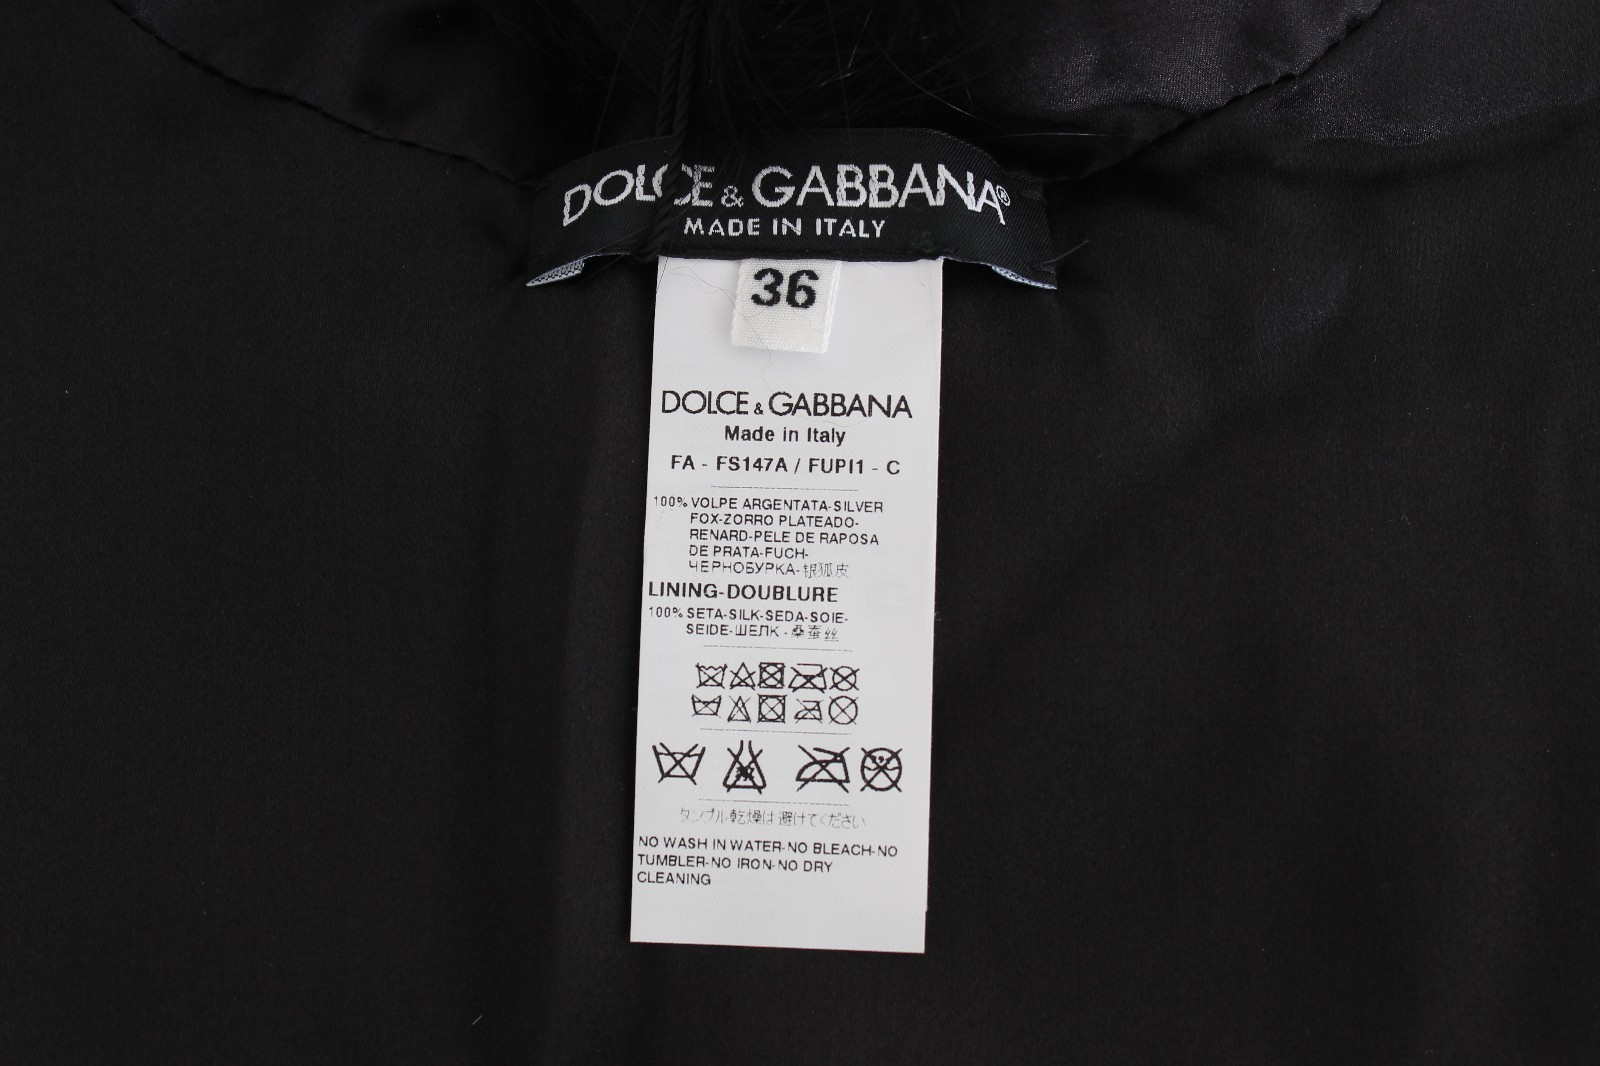 DOLCE & GABBANA®
MADE IN ITALY
36
DOLCE & GABBANA
Made in Italy
FA - FS147A / FUPI1 - C
100% VOLPE ARGENTATA-SILVER
FOX-ZORRO PLATEADO-
RENARD-PELE DE RAPOSA
DE PRATA-FUCH-
ЧЕРНОБУРКА-银狐皮
LINING-DOUBLURE
100% SETA-SILK-SEDA-SOIE-
SEIDE-ШЕЛК - 桑蚕丝
タンブル乾燥は避けてください
NO WASH IN WATER-NO BLEACH-NO
TUMBLER-NO IRON-NO DRY
CLEANING